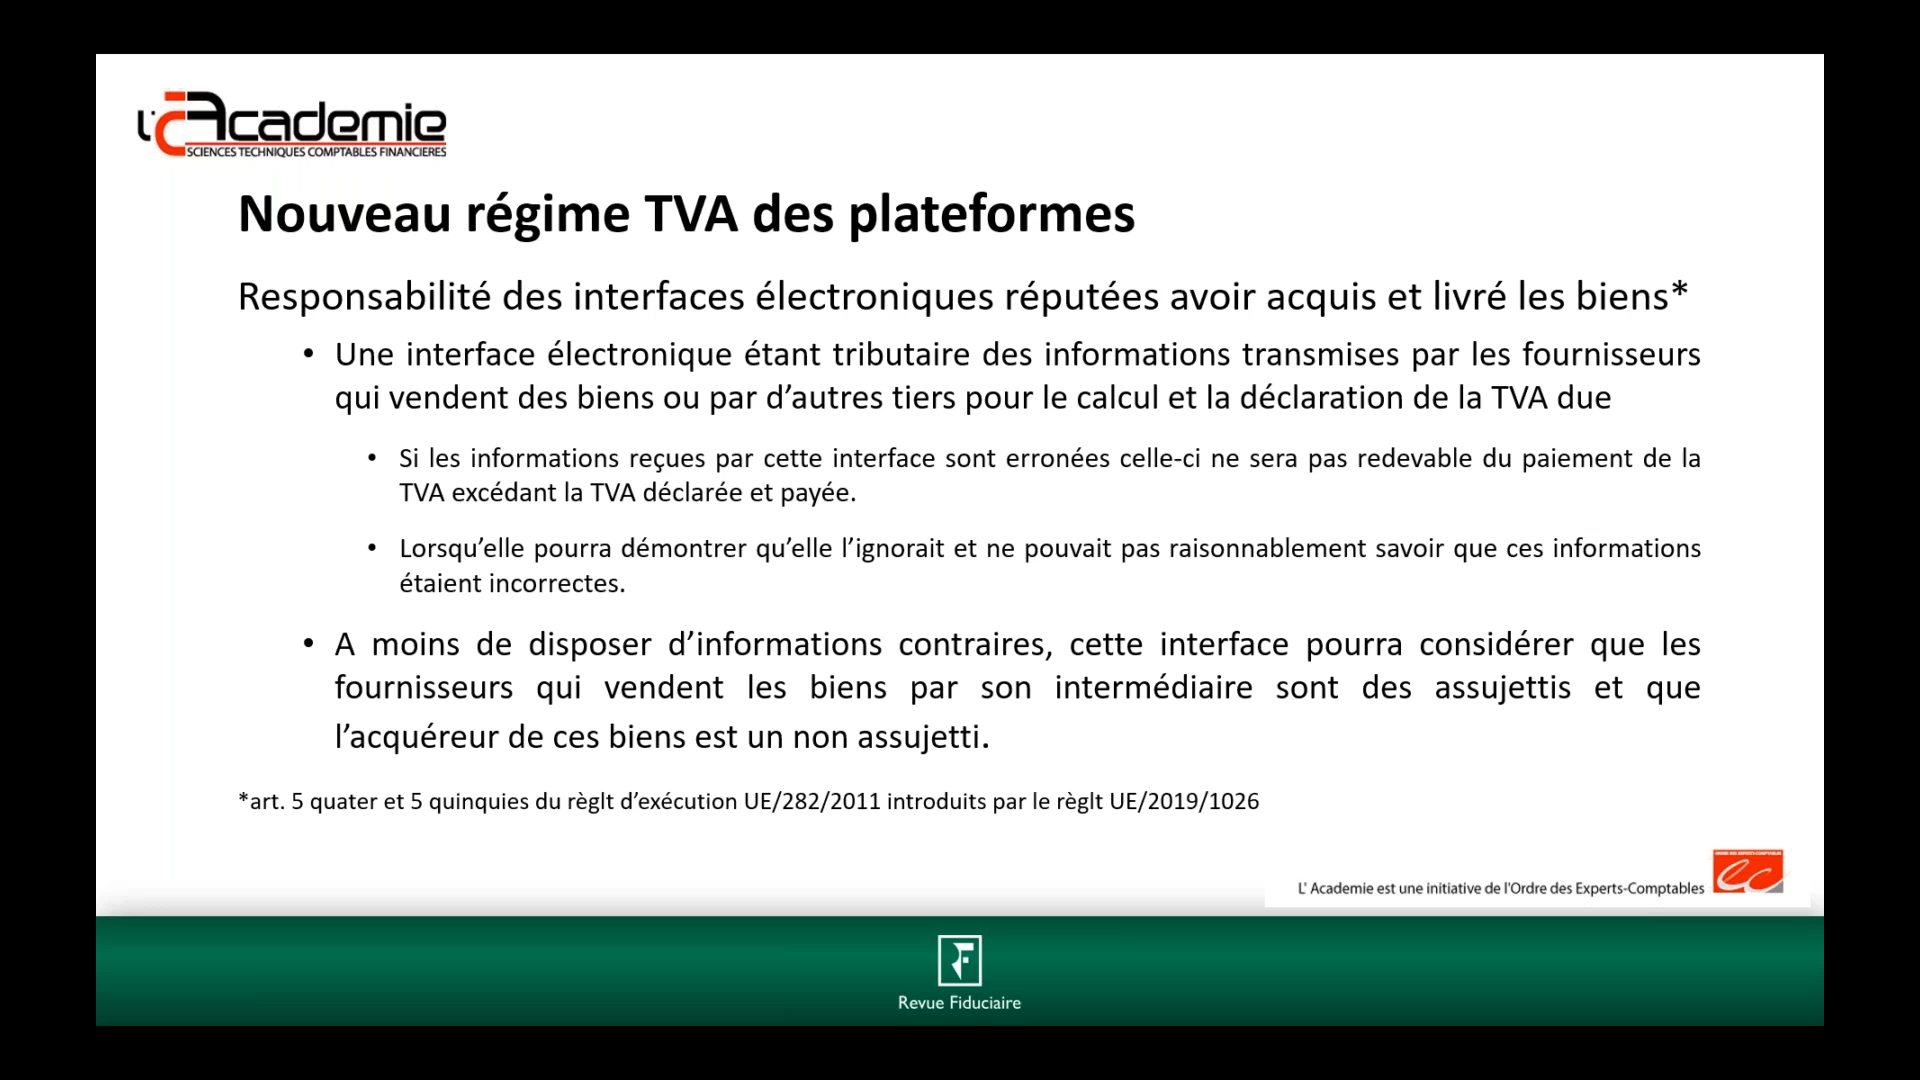 L'Academie
SCIENCES TECHNIQUES COMPTABLES FINANCIERES
Nouveau régime TVA des plateformes
Responsabilité des interfaces électroniques réputées avoir acquis et livré les biens*
• Une interface électronique étant tributaire des informations transmises par les fournisseurs
qui vendent des biens ou par d’autres tiers pour le calcul et la déclaration de la TVA due
• Si les informations reçues par cette interface sont erronées celle-ci ne sera pas redevable du paiement de la
TVA excédant la TVA déclarée et payée.
• Lorsqu’elle pourra démontrer qu’elle l’ignorait et ne pouvait pas raisonnablement savoir que ces informations
étaient incorrectes.
• A moins de disposer d’informations contraires, cette interface pourra considérer que les
fournisseurs qui vendent les biens par son intermédiaire sont des assujettis et que
l’acquéreur de ces biens est un non assujetti.
*art. 5 quater et 5 quinquies du règlt d’exécution UE/282/2011 introduits par le règlt UE/2019/1026
ORDRE DES EXPERTS-COMPTABLES
ec
L' Academie est une initiative de l'Ordre des Experts-Comptables
RF
Revue Fiduciaire